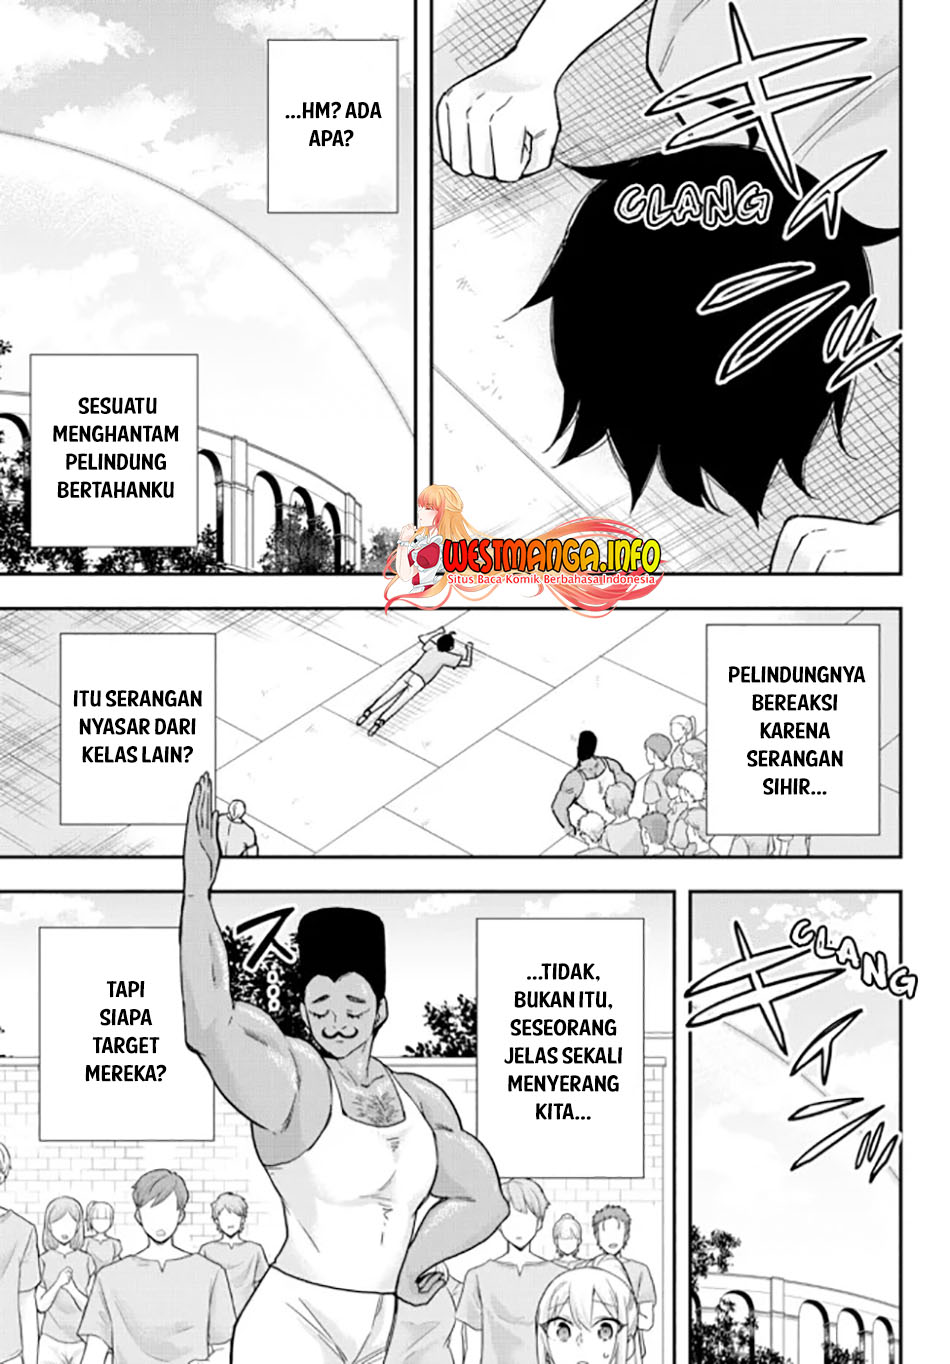 CLANG
...HM? ADA
APA?
SESUATU
MENGHANTAM
PELINDUNG
BERTAHANKU
WESTMANGA.INFO
Situs Baca Komik Berbahasa Indonesia
PELINDUNGNYA
BEREAKSI
KARENA
SERANGAN
SIHIR...
ITU SERANGAN
NYASAR DARI
KELAS LAIN?
CLANG
...TIDAK,
BUKAN ITU,
SESEORANG
JELAS SEKALI
MENYERANG
KITA...
TAPI
SIAPA
TARGET
MEREKA?